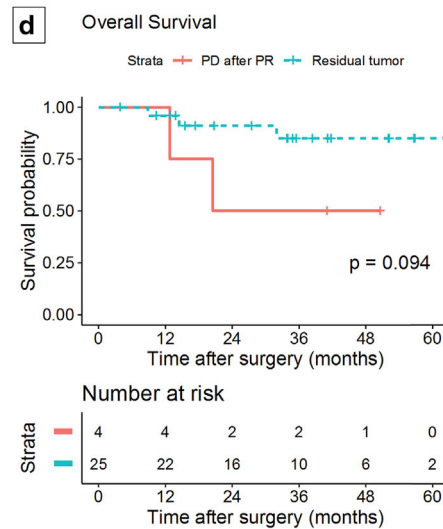 d Overall Survival
Strata PD after PR Residual tumor
1.00
0.75
0.50
0.25
0.00
Survival probability
p = 0.094
0 12 24 36 48 60
Time after surgery (months)
Number at risk
Strata
4 4 2 2 1 0
25 22 16 10 6 2
0 12 24 36 48 60
Time after surgery (months)